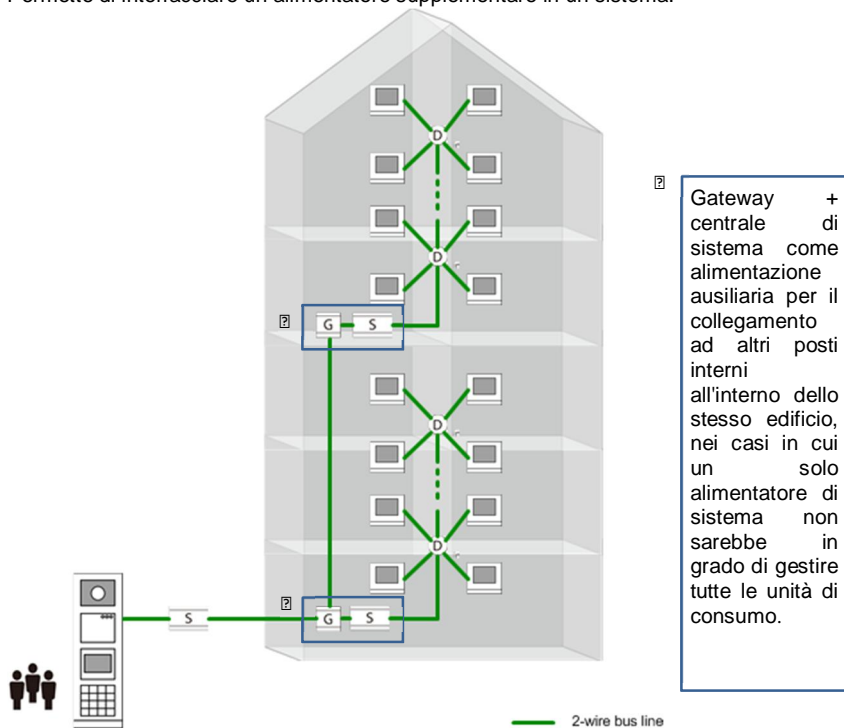 Permette di interfacciare un alimentatore supplementare in un sistema.
D
D
G S
D
D
G S
S
2-wire bus line
Gateway +
centrale di
sistema come
alimentazione
ausiliaria per il
collegamento
ad altri posti
interni
all'interno dello
stesso edificio,
nei casi in cui
un solo
alimentatore di
sistema non
sarebbe in
grado di gestire
tutte le unità di
consumo.